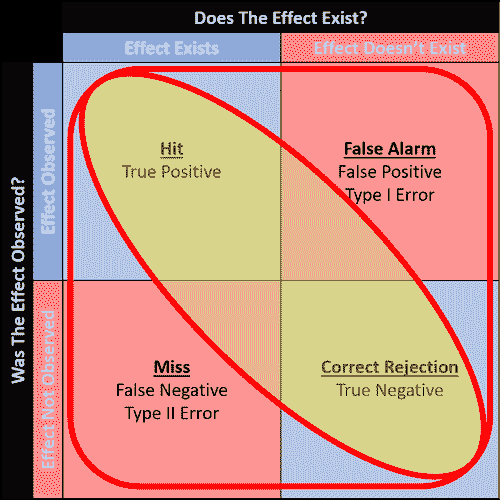 Does The Effect Exist?
Effect Exists
Effect Doesn't Exist
Was The Effect Observed?
Effect Observed
Hit
True Positive
False Alarm
False Positive
Type I Error
Effect Not Observed
Miss
False Negative
Type II Error
Correct Rejection
True Negative